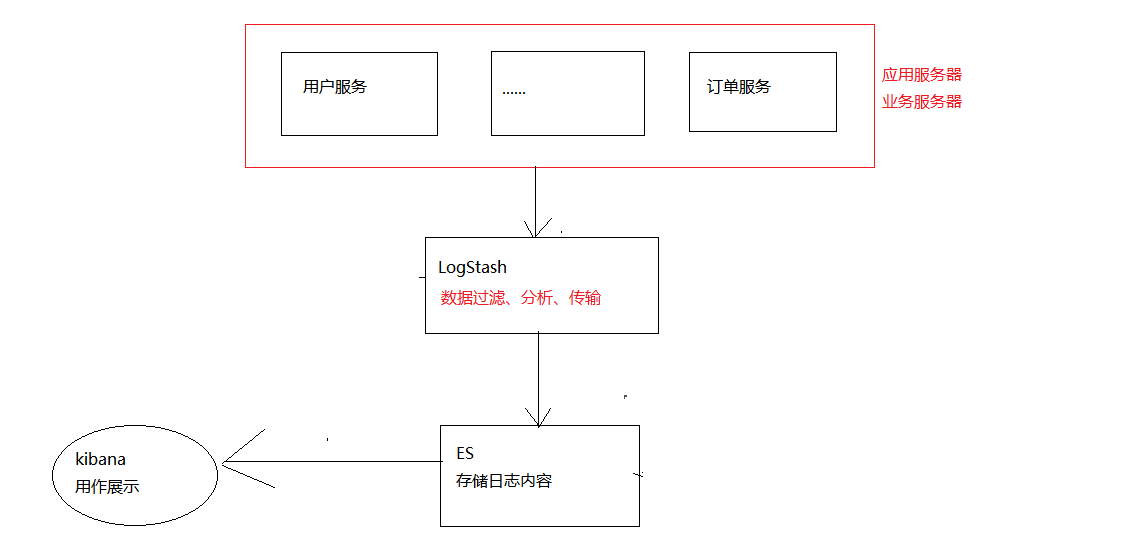 用户服务
......
订单服务
应用服务器
业务服务器
LogStash
数据过滤、分析、传输
kibana
用作展示
ES
存储日志内容